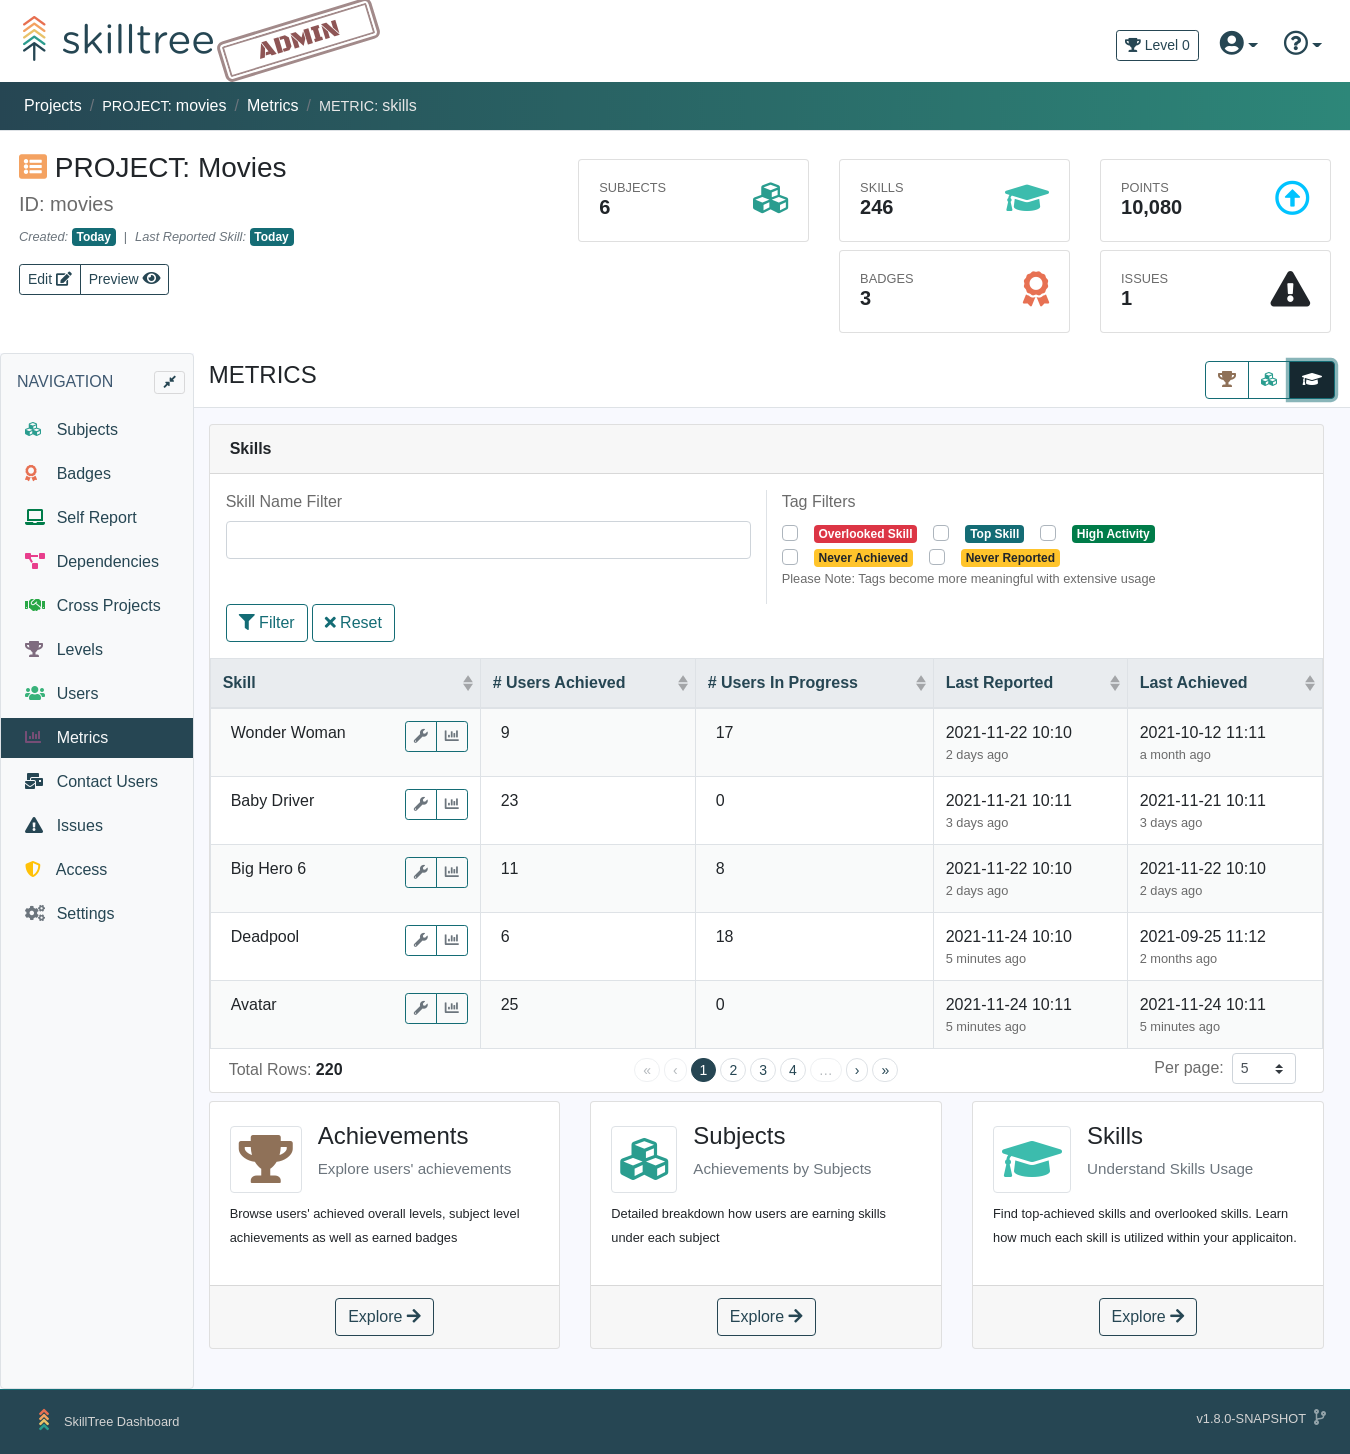 skilltree ADMIN
Level 0
Projects / PROJECT: movies / Metrics / METRIC: skills
PROJECT: Movies
ID: movies
Created: Today | Last Reported Skill: Today
Edit Preview
SUBJECTS
6
SKILLS
246
POINTS
10,080
BADGES
3
ISSUES
1
NAVIGATION
Subjects
Badges
Self Report
Dependencies
Cross Projects
Levels
Users
Metrics
Contact Users
Issues
Access
Settings
METRICS
Skills
Skill Name Filter
Tag Filters
Overlooked Skill Top Skill High Activity
Never Achieved Never Reported
Please Note: Tags become more meaningful with extensive usage
Filter Reset
Skill # Users Achieved # Users In Progress Last Reported Last Achieved
Wonder Woman 9 17 2021-11-22 10:10 2021-10-12 11:11
2 days ago a month ago
Baby Driver 23 0 2021-11-21 10:11 2021-11-21 10:11
3 days ago 3 days ago
Big Hero 6 11 8 2021-11-22 10:10 2021-11-22 10:10
2 days ago 2 days ago
Deadpool 6 18 2021-11-24 10:10 2021-09-25 11:12
5 minutes ago 2 months ago
Avatar 25 0 2021-11-24 10:11 2021-11-24 10:11
5 minutes ago 5 minutes ago
Total Rows: 220 « ‹ 1 2 3 4 … › » Per page: 5
Achievements
Explore users' achievements
Browse users' achieved overall levels, subject level
achievements as well as earned badges
Explore
Subjects
Achievements by Subjects
Detailed breakdown how users are earning skills
under each subject
Explore
Skills
Understand Skills Usage
Find top-achieved skills and overlooked skills. Learn
how much each skill is utilized within your applicaiton.
Explore
SkillTree Dashboard
v1.8.0-SNAPSHOT